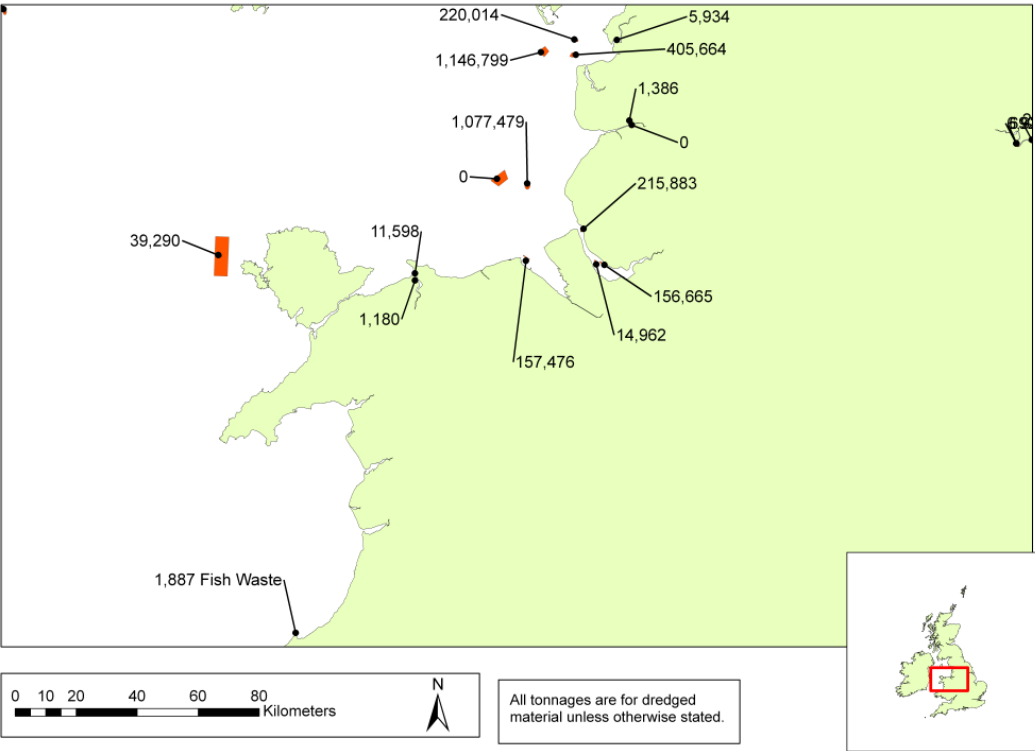 220,014
5,934
1,146,799
405,664
1,386
1,077,479
0
0
215,883
11,598
39,290
156,665
1,180
14,962
157,476
1,887 Fish Waste
0 10 20 40 60 80
Kilometers
N
All tonnages are for dredged
material unless otherwise stated.